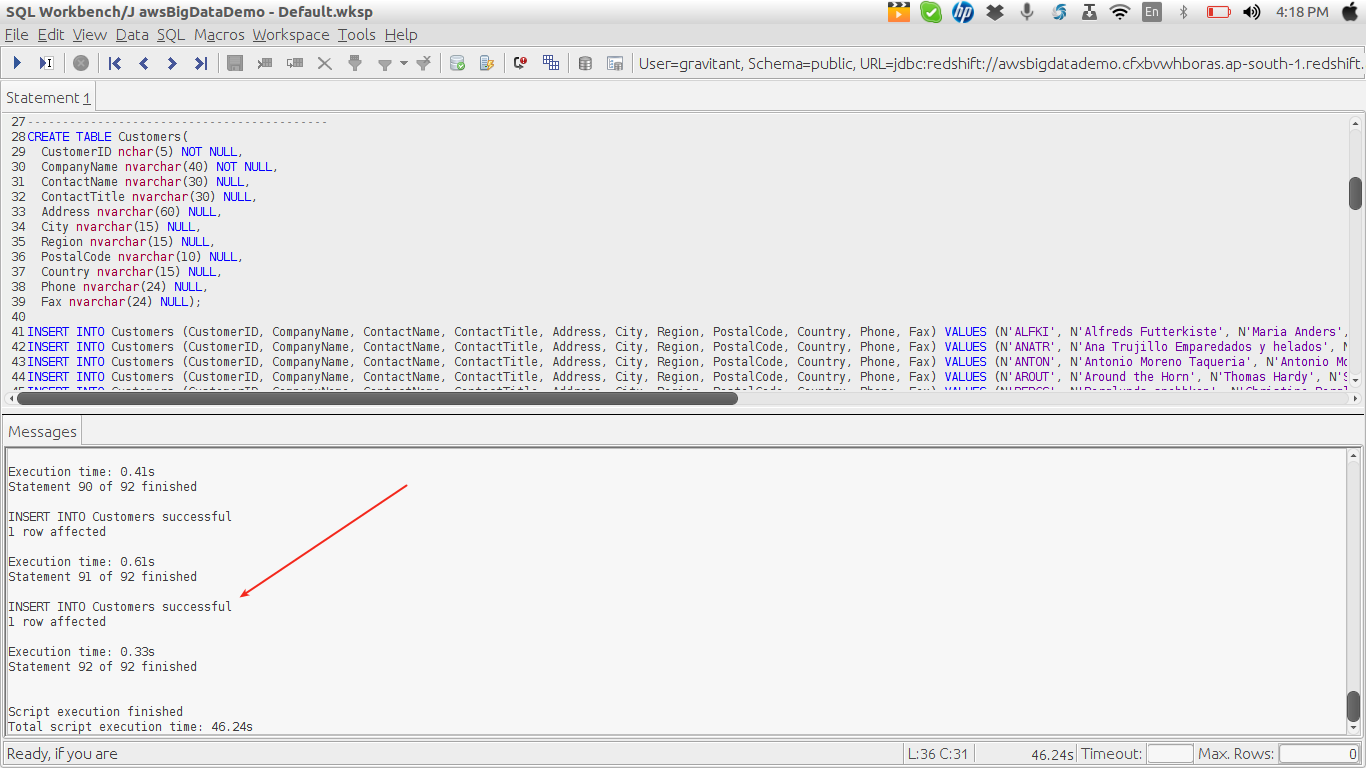 SQL Workbench/J awsBigDataDemo - Default.wksp
En
4:18 PM
File Edit View Data SQL Macros Workspace Tools Help
User=gravitant, Schema=public, URL=jdbc:redshift://awsbigdatademo.cfxbvwhboras.ap-south-1.redshift.
Statement 1
27-------------------------------------------
28CREATE TABLE Customers(
29 CustomerID nchar(5) NOT NULL,
30 CompanyName nvarchar(40) NOT NULL,
31 ContactName nvarchar(30) NULL,
32 ContactTitle nvarchar(30) NULL,
33 Address nvarchar(60) NULL,
34 City nvarchar(15) NULL,
35 Region nvarchar(15) NULL,
36 PostalCode nvarchar(10) NULL,
37 Country nvarchar(15) NULL,
38 Phone nvarchar(24) NULL,
39 Fax nvarchar(24) NULL);
40
41INSERT INTO Customers (CustomerID, CompanyName, ContactName, ContactTitle, Address, City, Region, PostalCode, Country, Phone, Fax) VALUES (N'ALFKI', N'Alfreds Futterkiste', N'Maria Anders',
42INSERT INTO Customers (CustomerID, CompanyName, ContactName, ContactTitle, Address, City, Region, PostalCode, Country, Phone, Fax) VALUES (N'ANATR', N'Ana Trujillo Emparedados y helados', N
43INSERT INTO Customers (CustomerID, CompanyName, ContactName, ContactTitle, Address, City, Region, PostalCode, Country, Phone, Fax) VALUES (N'ANTON', N'Antonio Moreno Taqueria', N'Antonio Mo
44INSERT INTO Customers (CustomerID, CompanyName, ContactName, ContactTitle, Address, City, Region, PostalCode, Country, Phone, Fax) VALUES (N'AROUT', N'Around the Horn', N'Thomas Hardy', N'S
Messages
Execution time: 0.41s
Statement 90 of 92 finished
INSERT INTO Customers successful
1 row affected
Execution time: 0.61s
Statement 91 of 92 finished
INSERT INTO Customers successful
1 row affected
Execution time: 0.33s
Statement 92 of 92 finished
Script execution finished
Total script execution time: 46.24s
Ready, if you are
L:36 C:31
46.24s
Timeout:
Max. Rows:
0